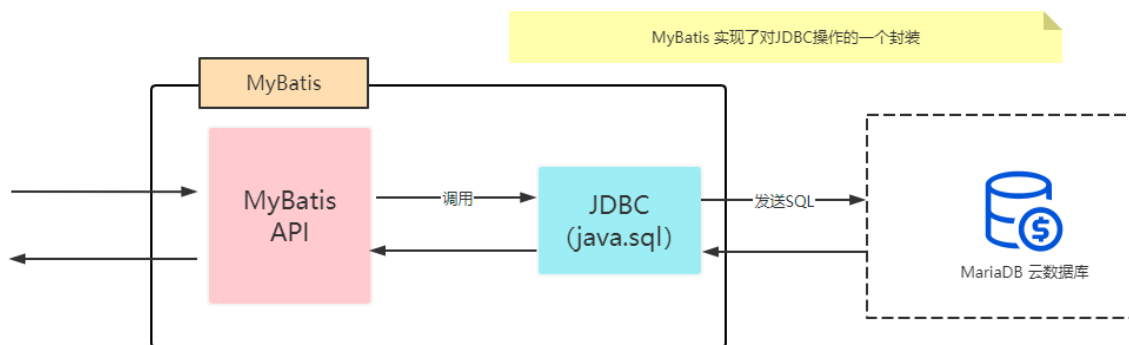 MyBatis 实现了对JDBC操作的一个封装
MyBatis
MyBatis
API
调用
JDBC
（java.sql）
发送SQL
MariaDB 云数据库